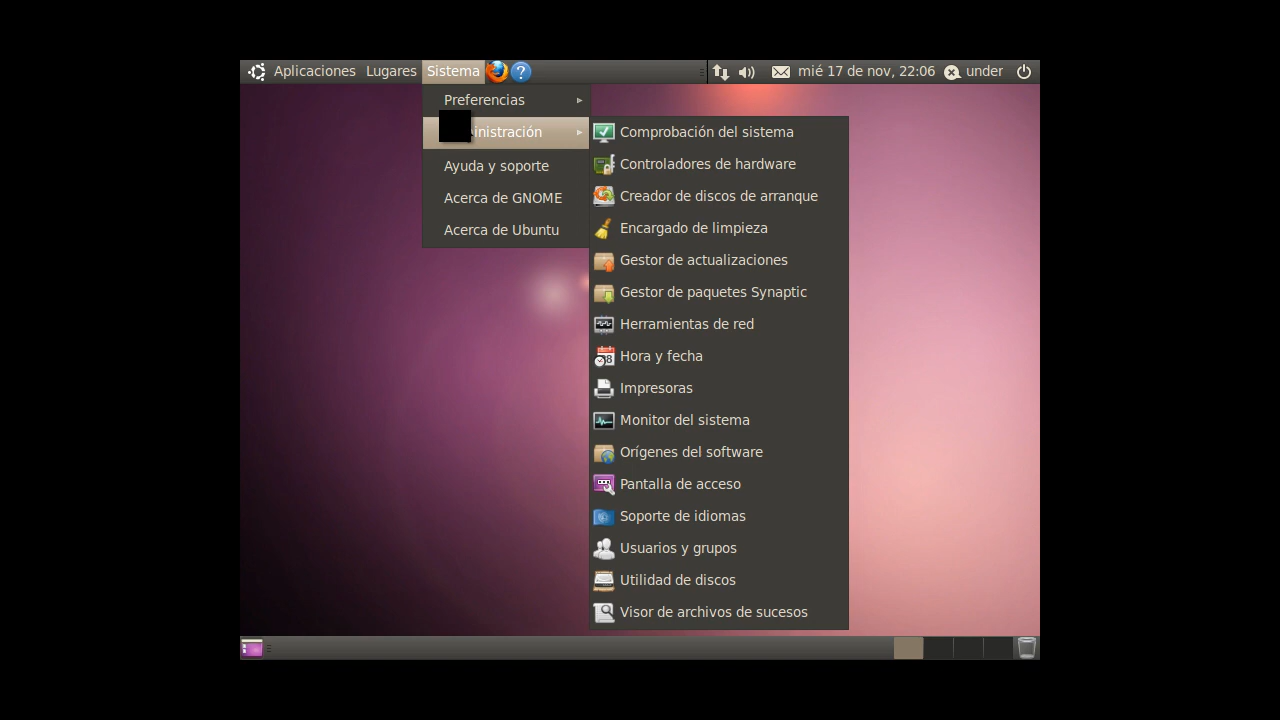 Aplicaciones Lugares Sistema mié 17 de nov, 22:06 under
Preferencias
inistración
Ayuda y soporte
Acerca de GNOME
Acerca de Ubuntu
Comprobación del sistema
Controladores de hardware
Creador de discos de arranque
Encargado de limpieza
Gestor de actualizaciones
Gestor de paquetes Synaptic
Herramientas de red
Hora y fecha
Impresoras
Monitor del sistema
Orígenes del software
Pantalla de acceso
Soporte de idiomas
Usuarios y grupos
Utilidad de discos
Visor de archivos de sucesos